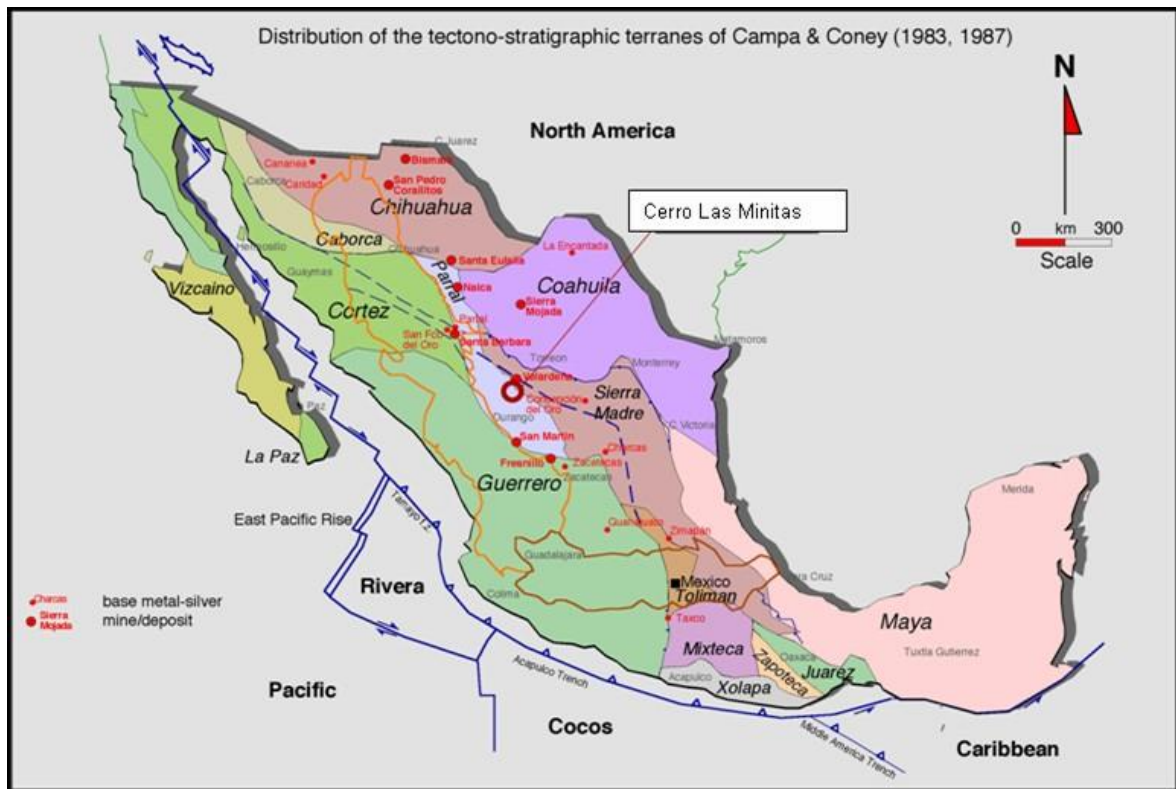 Distribution of the tectono-stratigraphic terranes of Campa & Coney (1983, 1987)
N
North America
C.Juarez
Cananea
Bismark
Caridad
San Pedro
Corralitos
Caborca
Chihuahua
Cerro Las Minitas
0 km 300
Scale
Caborca
Hermosillo
Chihuahua
La Encantada
Santa Eulalia
Guaymas
Parral
Naica
Coahuila
Vizcaino
Cortez
Sierra
Mojada
Parral
San Fco
del Oro
Santa Barbara
Matamoros
Torreon
Monterrey
Velardeña
Sierra
Madre
Concepcion
del Oro
Paz
Durango
C.Victoria
La Paz
San Martin
Charcas
Fresnillo
Zacatecas
Zacatecas
Guerrero
Merida
East Pacific Rise
Tamayo f.z.
Guanajuato
Zimapán
Guadalajara
Mexico
Toliman
Rivera
Colima
Taxco
Maya
Charcas
base metal-silver
Sierra
Mojada
mine/deposit
Mixteca
Zapoteca
Oaxaca
Juarez
Tuxtla Gutierrez
Acapulco
Xolapa
Acapulco Trench
Pacific
Cocos
Middle America Trench
Caribbean